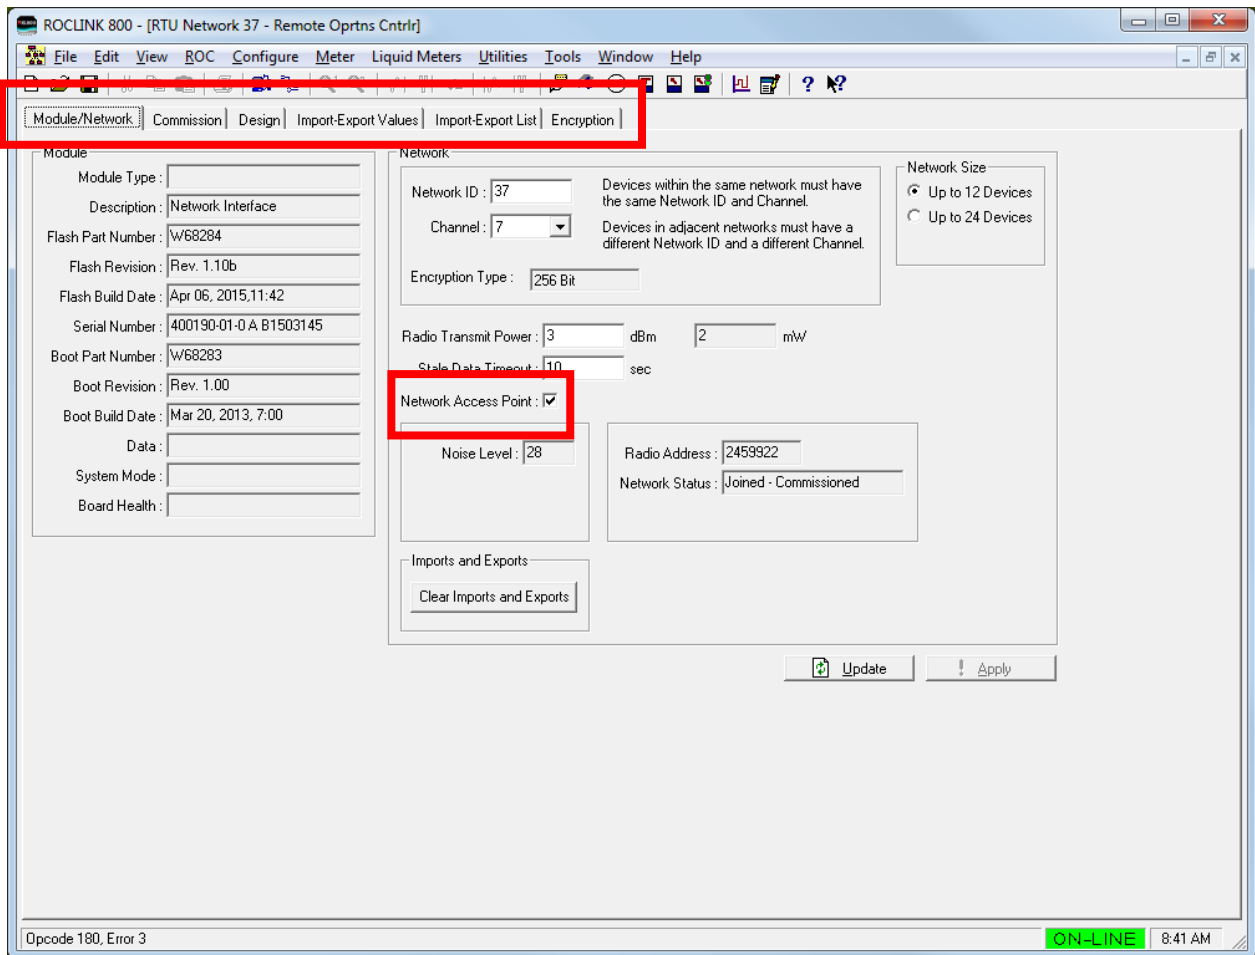 ROCLINK 800 - [RTU Network 37 - Remote Oprtns Cntrlr]
File Edit View ROC Configure Meter Liquid Meters Utilities Tools Window Help
Module/Network Commission Design Import-Export Values Import-Export List Encryption
Module
Module Type :
Description : Network Interface
Flash Part Number : W68284
Flash Revision : Rev. 1.10b
Flash Build Date : Apr 06, 2015,11:42
Serial Number : 400190-01-0 A B1503145
Boot Part Number : W68283
Boot Revision : Rev. 1.00
Boot Build Date : Mar 20, 2013, 7:00
Data :
System Mode :
Board Health :
Network
Network ID : 37
Devices within the same network must have
the same Network ID and Channel.
Channel : 7
Devices in adjacent networks must have a
different Network ID and a different Channel.
Encryption Type : 256 Bit
Network Size
Up to 12 Devices
Up to 24 Devices
Radio Transmit Power : 3 dBm 2 mW
Stale Data Timeout : 10 sec
Network Access Point :
Noise Level : 28
Radio Address : 2459922
Network Status : Joined - Commissioned
Imports and Exports
Clear Imports and Exports
Update
! Apply
Opcode 180, Error 3
ON-LINE 8:41 AM